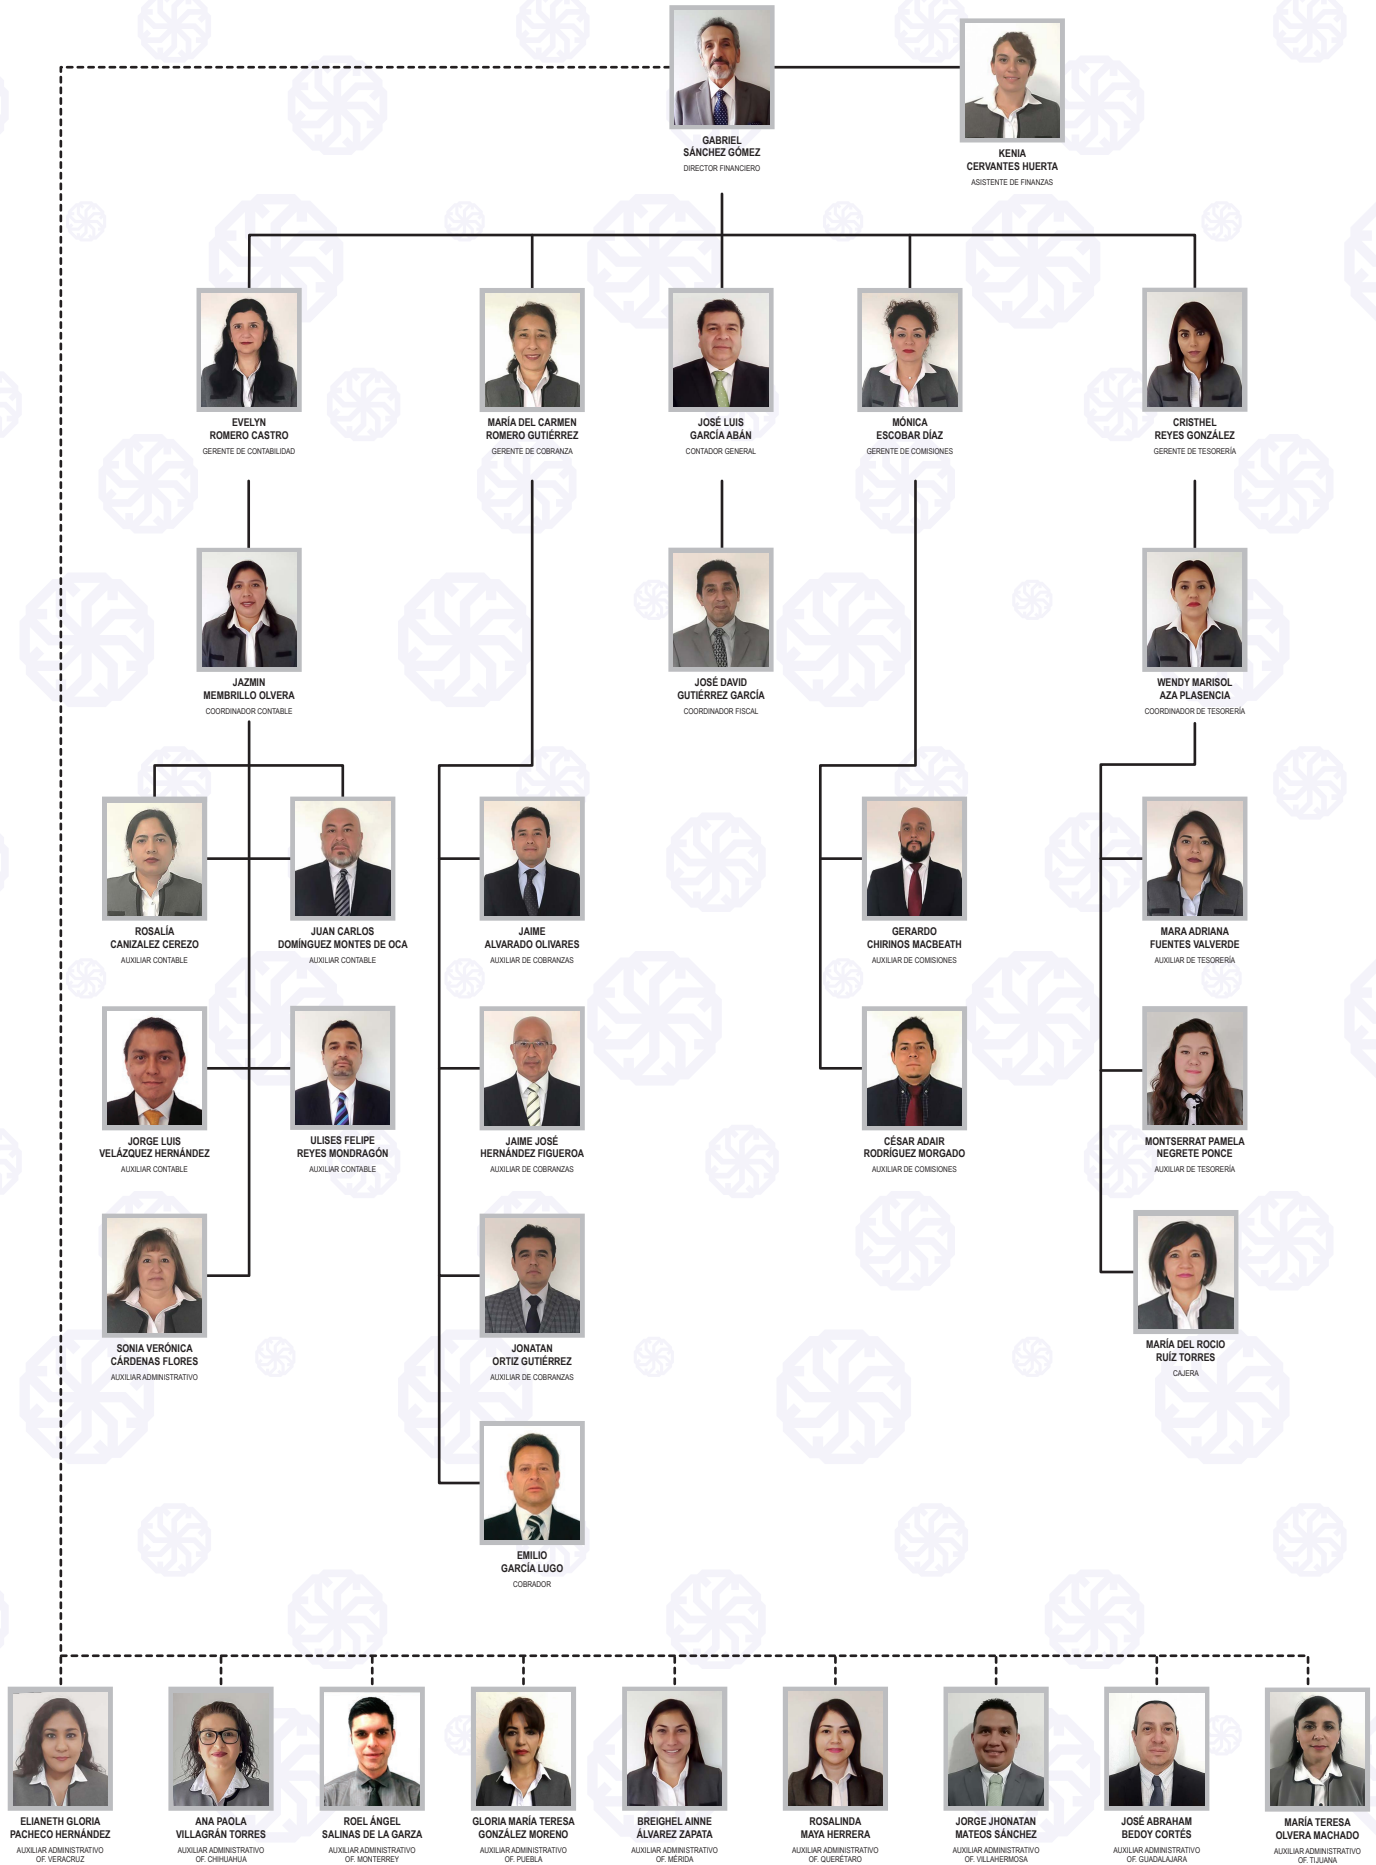 GABRIEL
SÁNCHEZ GÓMEZ
DIRECTOR FINANCIERO
KENIA
CERVANTES HUERTA
ASISTENTE DE FINANZAS
EVELYN
ROMERO CASTRO
GERENTE DE CONTABILIDAD
MARÍA DEL CARMEN
ROMERO GUTIÉRREZ
GERENTE DE COBRANZA
JOSÉ LUIS
GARCÍA ABÁN
CONTADOR GENERAL
MÓNICA
ESCOBAR DÍAZ
GERENTE DE COMISIONES
CRISTHEL
REYES GONZÁLEZ
GERENTE DE TESORERÍA
JAZMIN
MEMBRILLO OLVERA
COORDINADOR CONTABLE
JOSÉ DAVID
GUTIÉRREZ GARCÍA
COORDINADOR FISCAL
WENDY MARISOL
AZA PLASENCIA
COORDINADOR DE TESORERÍA
ROSALÍA
CANIZALEZ CEREZO
AUXILIAR CONTABLE
JUAN CARLOS
DOMÍNGUEZ MONTES DE OCA
AUXILIAR CONTABLE
JAIME
ALVARADO OLIVARES
AUXILIAR DE COBRANZAS
GERARDO
CHIRINOS MACBEATH
AUXILIAR DE COMISIONES
MARA ADRIANA
FUENTES VALVERDE
AUXILIAR DE TESORERÍA
JORGE LUIS
VELÁZQUEZ HERNÁNDEZ
AUXILIAR CONTABLE
ULISES FELIPE
REYES MONDRAGÓN
AUXILIAR CONTABLE
JAIME JOSÉ
HERNÁNDEZ FIGUEROA
AUXILIAR DE COBRANZAS
CÉSAR ADAIR
RODRÍGUEZ MORGADO
AUXILIAR DE COMISIONES
MONTSERRAT PAMELA
NEGRETE PONCE
AUXILIAR DE TESORERÍA
SONIA VERÓNICA
CÁRDENAS FLORES
AUXILIAR ADMINISTRATIVO
JONATAN
ORTIZ GUTIÉRREZ
AUXILIAR DE COBRANZAS
MARÍA DEL ROCIO
RUÍZ TORRES
CAJERA
EMILIO
GARCÍA LUGO
COBRADOR
ELIANETH GLORIA
PACHECO HERNÁNDEZ
AUXILIAR ADMINISTRATIVO
OF. VERACRUZ
ANA PAOLA
VILLAGRÁN TORRES
AUXILIAR ADMINISTRATIVO
OF. CHIHUAHUA
ROEL ÁNGEL
SALINAS DE LA GARZA
AUXILIAR ADMINISTRATIVO
OF. MONTERREY
GLORIA MARÍA TERESA
GONZÁLEZ MORENO
AUXILIAR ADMINISTRATIVO
OF. PUEBLA
BREIGHEL AINNE
ÁLVAREZ ZAPATA
AUXILIAR ADMINISTRATIVO
OF. MÉRIDA
ROSALINDA
MAYA HERRERA
AUXILIAR ADMINISTRATIVO
OF. QUERÉTARO
JORGE JHONATAN
MATEOS SÁNCHEZ
AUXILIAR ADMINISTRATIVO
OF. VILLAHERMOSA
JOSÉ ABRAHAM
BEDOY CORTÉS
AUXILIAR ADMINISTRATIVO
OF. GUADALAJARA
MARÍA TERESA
OLVERA MACHADO
AUXILIAR ADMINISTRATIVO
OF. TIJUANA